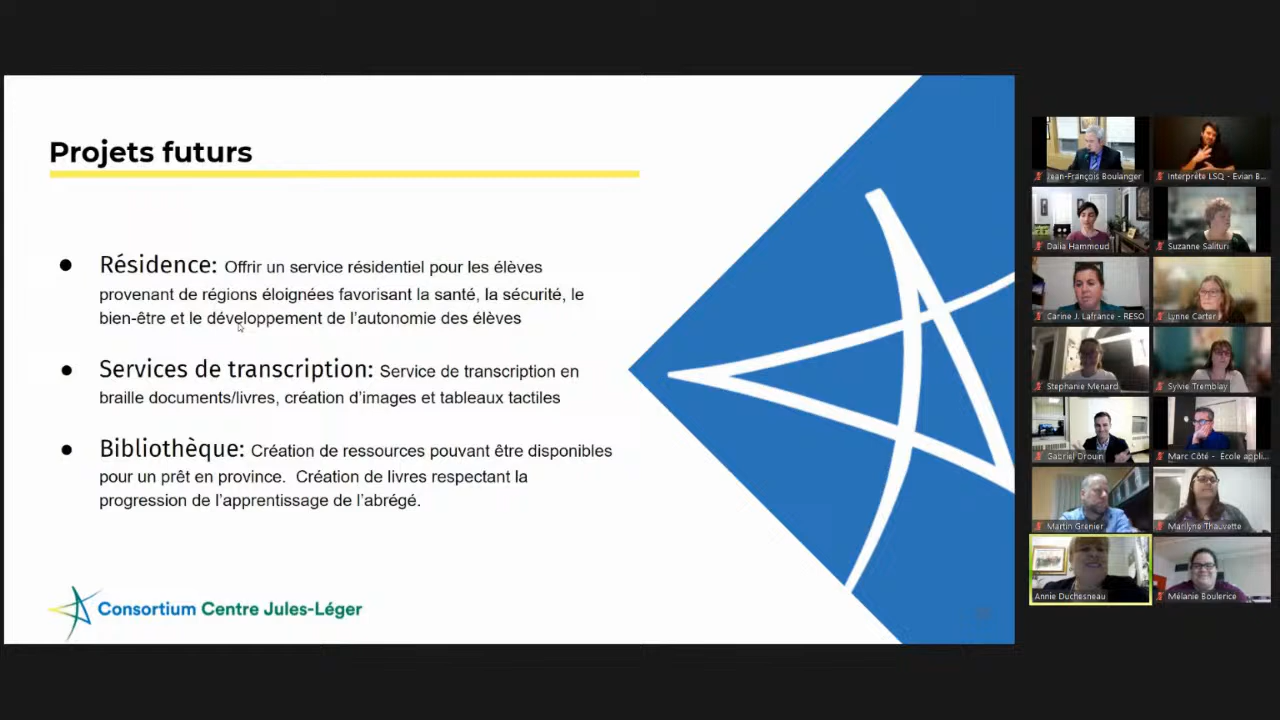 Projets futurs
● Résidence: Offrir un service résidentiel pour les élèves
provenant de régions éloignées favorisant la santé, la sécurité, le
bien-être et le développement de l'autonomie des élèves
● Services de transcription: Service de transcription en
braille documents/livres, création d'images et tableaux tactiles
● Bibliothèque: Création de ressources pouvant être disponibles
pour un prêt en province. Création de livres respectant la
progression de l'apprentissage de l'abrégé.
Consortium Centre Jules-Léger
Jean-François Boulanger
Interprète LSQ - Evian B...
Dalia Hammoud
Suzanne Salituri
Carine J. Lafrance - RESO
Lynne Carter
Stephanie Menard
Sylvie Tremblay
Gabriel Drouin
Marc Côté - École appli...
Martin Grenier
Marilyne Thauvette
Annie Duchesneau
Mélanie Boulerice